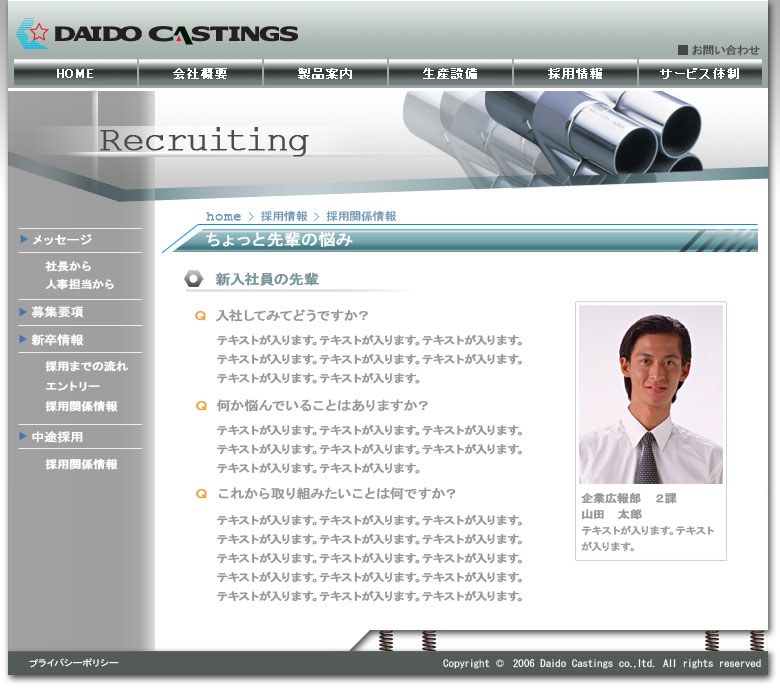 DAIDO CASTINGS
■ お問い合わせ
HOME 会社概要 製品案内 生産設備 採用情報 サービス体制
Recruiting
home > 採用情報 > 採用関係情報
ちょっと先輩の悩み
メッセージ
社長から
人事担当から
募集要項
新卒情報
採用までの流れ
エントリー
採用関係情報
中途採用
採用関係情報
新入社員の先輩
Q 入社してみてどうですか?
テキストが入ります。テキストが入ります。テキストが入ります。
テキストが入ります。テキストが入ります。テキストが入ります。
テキストが入ります。テキストが入ります。
Q 何か悩んでいることはありますか?
テキストが入ります。テキストが入ります。テキストが入ります。
テキストが入ります。テキストが入ります。テキストが入ります。
テキストが入ります。テキストが入ります。
Q これから取り組みたいことは何ですか?
テキストが入ります。テキストが入ります。テキストが入ります。
テキストが入ります。テキストが入ります。テキストが入ります。
テキストが入ります。テキストが入ります。テキストが入ります。
テキストが入ります。テキストが入ります。テキストが入ります。
テキストが入ります。テキストが入ります。テキストが入ります。
企業広報部 2課
山田 太郎
テキストが入ります。テキスト
が入ります。
プライバシーポリシー
Copyright © 2006 Daido Castings co.,ltd. All rights reserved